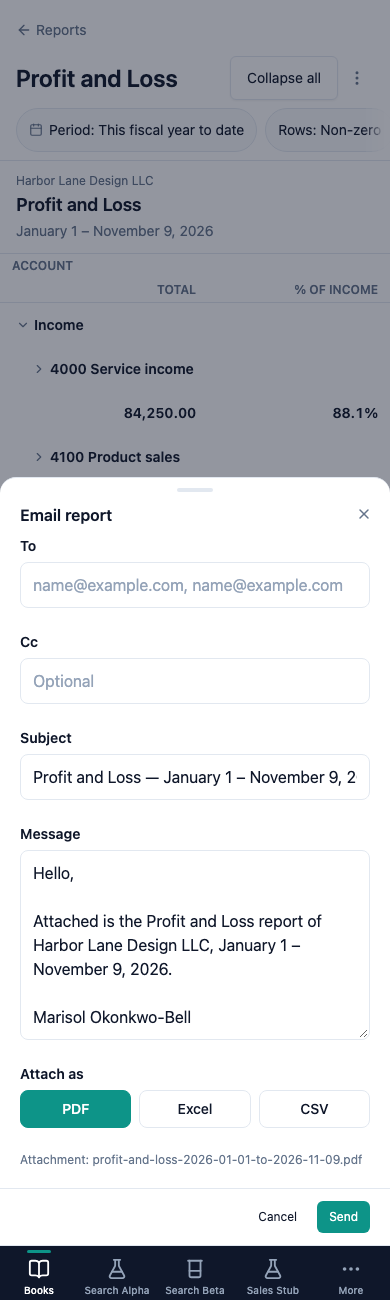 Reports
Profit and Loss
Collapse all
Period: This fiscal year to date
Rows: Non-zero
Harbor Lane Design LLC
Profit and Loss
January 1 – November 9, 2026
ACCOUNT
TOTAL % OF INCOME
Income
4000 Service income
84,250.00 88.1%
4100 Product sales
Email report
To
name@example.com, name@example.com
Cc
Optional
Subject
Profit and Loss — January 1 – November 9, 2
Message
Hello,
Attached is the Profit and Loss report of
Harbor Lane Design LLC, January 1 –
November 9, 2026.
Marisol Okonkwo-Bell
Attach as
PDF Excel CSV
Attachment: profit-and-loss-2026-01-01-to-2026-11-09.pdf
Cancel Send
Books Search Alpha Search Beta Sales Stub More